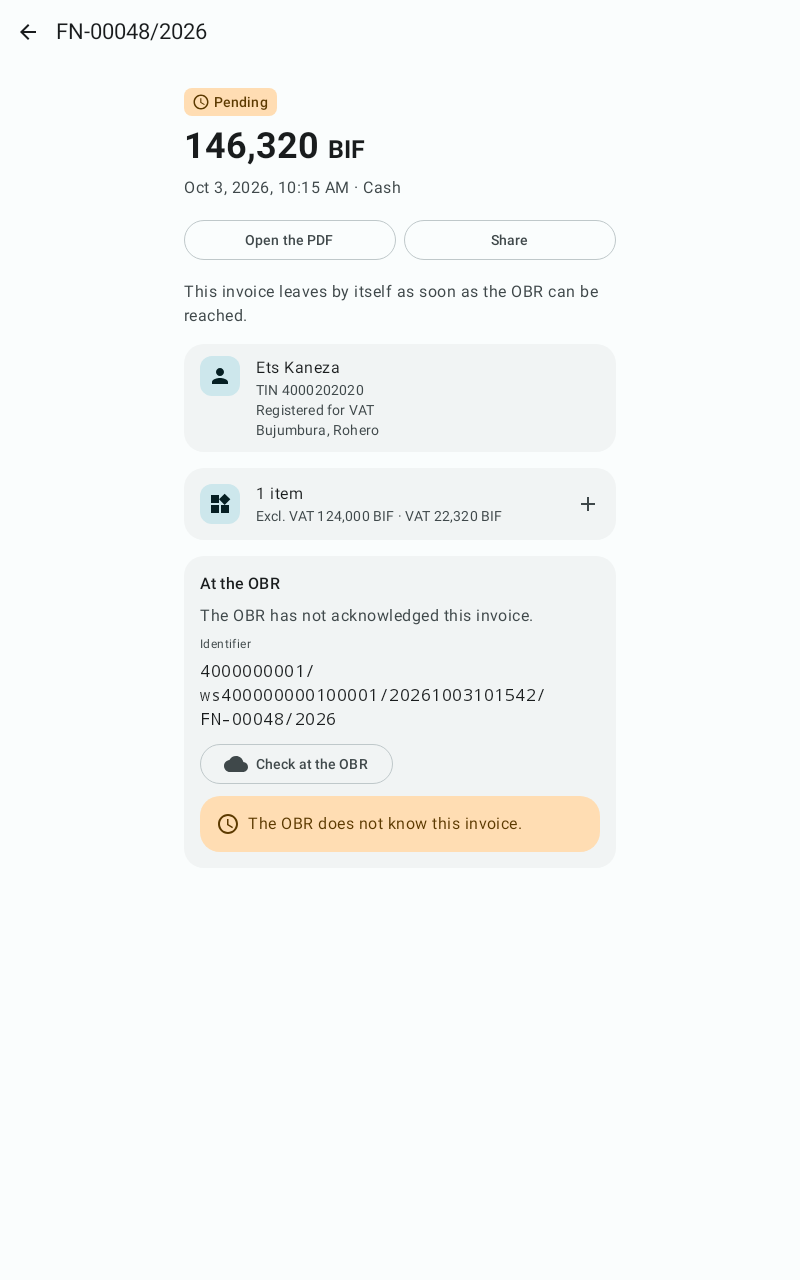 FN-00048/2026
Pending
146,320 BIF
Oct 3, 2026, 10:15 AM · Cash
Open the PDF
Share
This invoice leaves by itself as soon as the OBR can be
reached.
Ets Kaneza
TIN 4000202020
Registered for VAT
Bujumbura, Rohero
1 item
Excl. VAT 124,000 BIF · VAT 22,320 BIF
At the OBR
The OBR has not acknowledged this invoice.
Identifier
4000000001/
ws400000000100001/20261003101542/
FN-00048/2026
Check at the OBR
The OBR does not know this invoice.